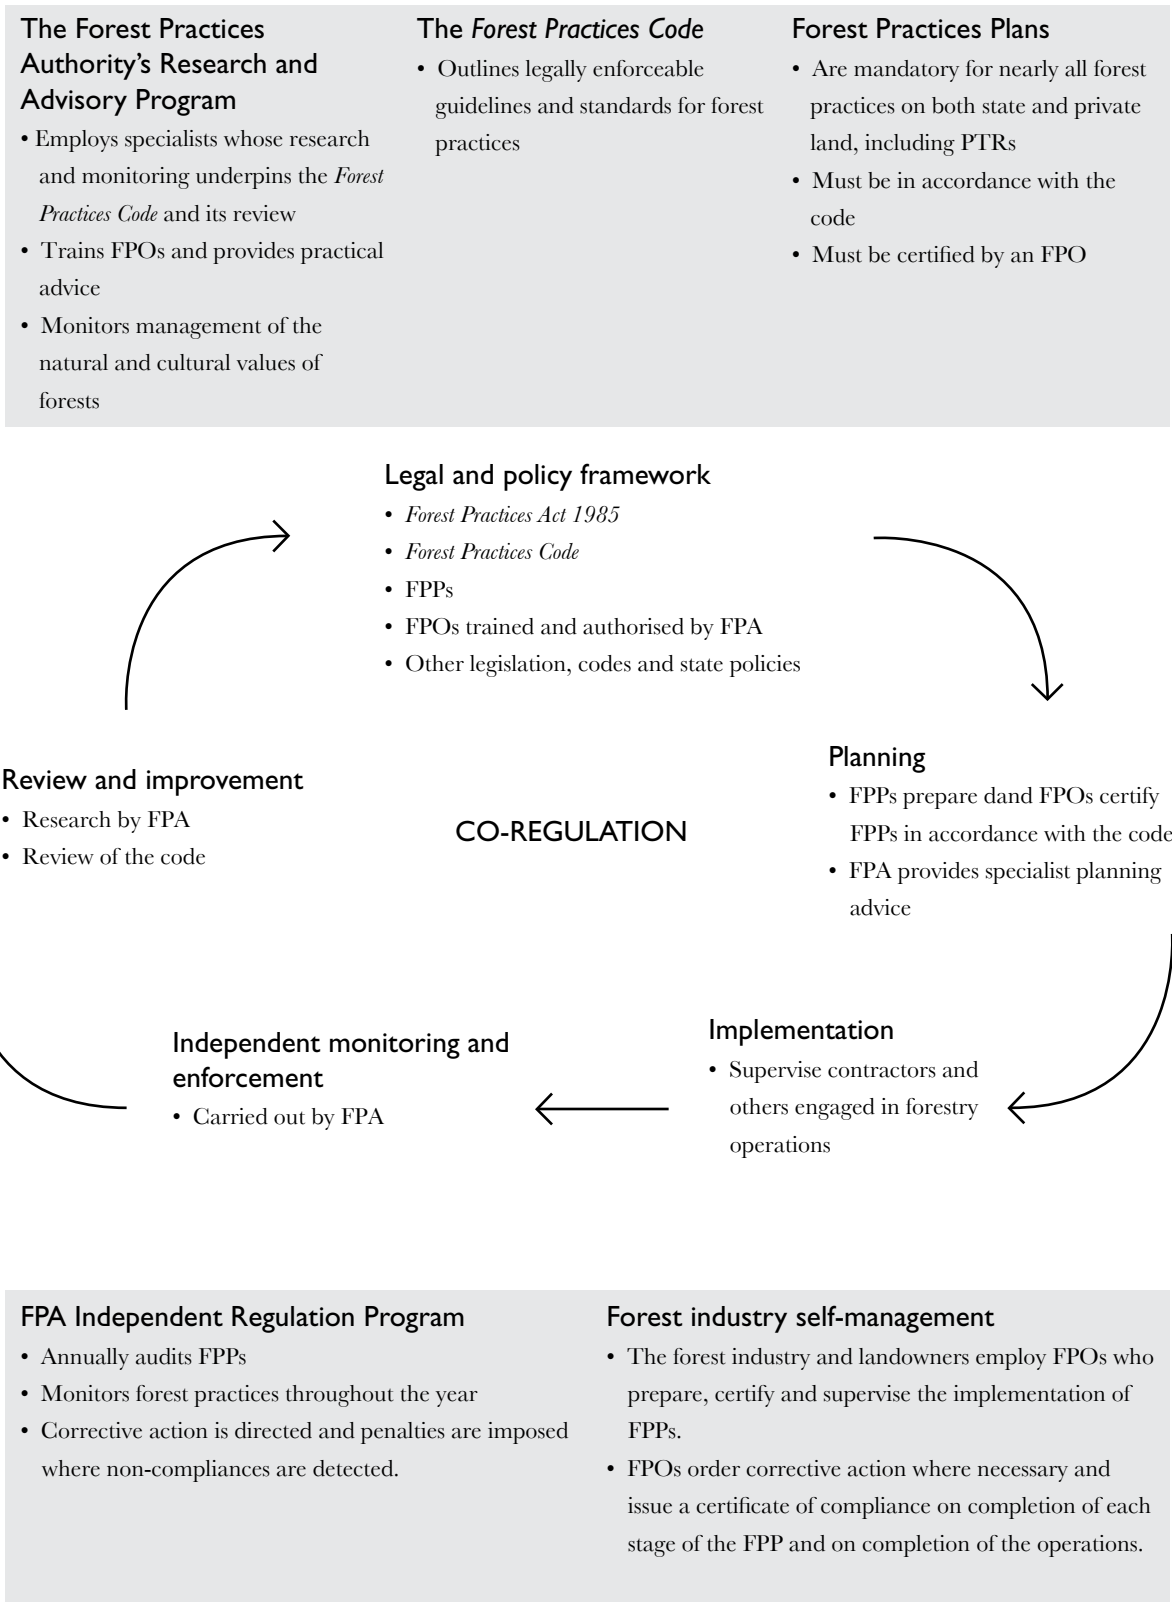 The Forest Practices
Authority’s Research and
Advisory Program
• Employs specialists whose research
and monitoring underpins the Forest
Practices Code and its review
• Trains FPOs and provides practical
advice
• Monitors management of the
natural and cultural values of
forests
The Forest Practices Code
• Outlines legally enforceable
guidelines and standards for forest
practices
Forest Practices Plans
• Are mandatory for nearly all forest
practices on both state and private
land, including PTRs
• Must be in accordance with the
code
• Must be certified by an FPO
Legal and policy framework
• Forest Practices Act 1985
• Forest Practices Code
• FPPs
• FPOs trained and authorised by FPA
• Other legislation, codes and state policies
Planning
• FPPs prepare dand FPOs certify
FPPs in accordance with the code
• FPA provides specialist planning
advice
Review and improvement
• Research by FPA
• Review of the code
CO-REGULATION
Implementation
• Supervise contractors and
others engaged in forestry
operations
Independent monitoring and
enforcement
• Carried out by FPA
FPA Independent Regulation Program
• Annually audits FPPs
• Monitors forest practices throughout the year
• Corrective action is directed and penalties are imposed
where non-compliances are detected.
Forest industry self-management
• The forest industry and landowners employ FPOs who
prepare, certify and supervise the implementation of
FPPs.
• FPOs order corrective action where necessary and
issue a certificate of compliance on completion of each
stage of the FPP and on completion of the operations.